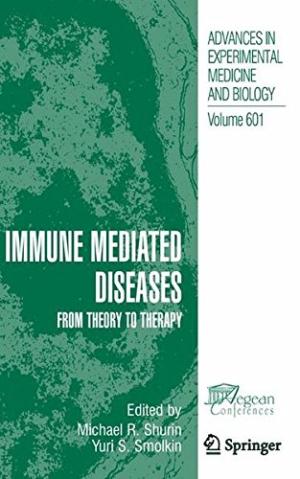 ADVANCES IN
EXPERIMENTAL
MEDICINE
AND BIOLOGY
Volume 601
IMMUNE MEDIATED
DISEASES
FROM THEORY TO THERAPY
Edited by
Michael R. Shurin
Yuri S. Smolkin
Aegean
Conferences
Springer